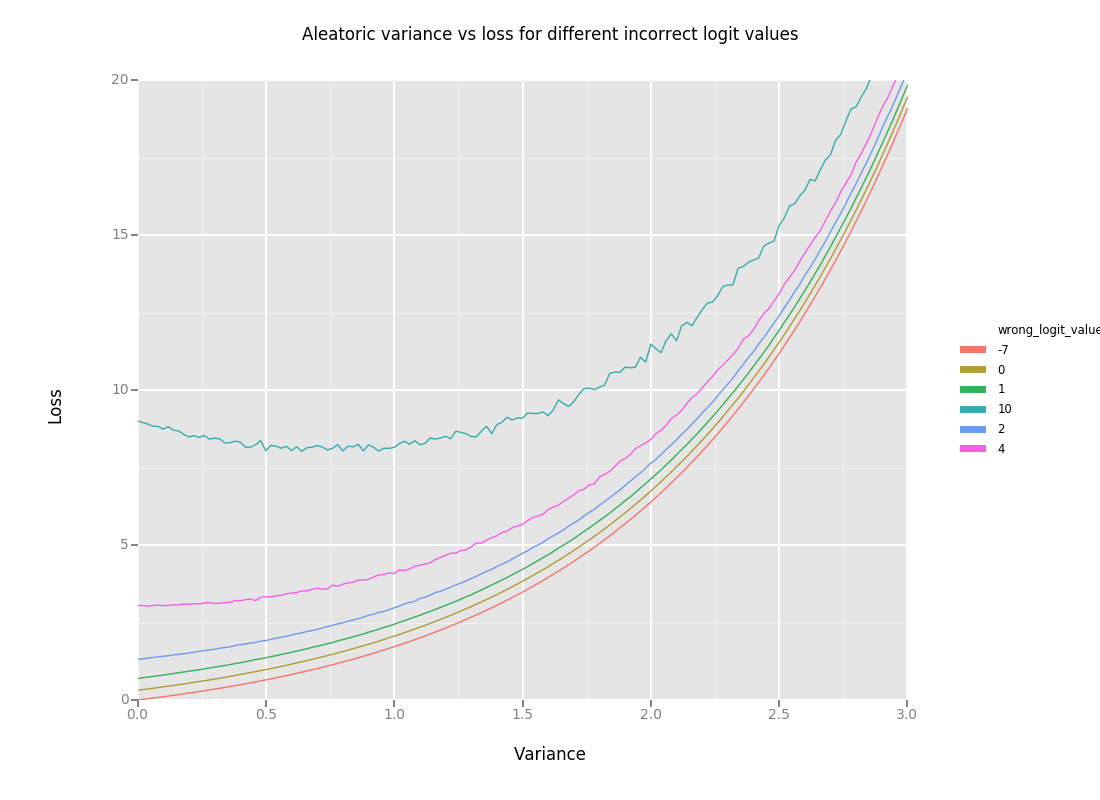 Aleatoric variance vs loss for different incorrect logit values
20
15
10
5
0
Loss
0.0 0.5 1.0 1.5 2.0 2.5 3.0
Variance
wrong_logit_value
-7
0
1
10
2
4